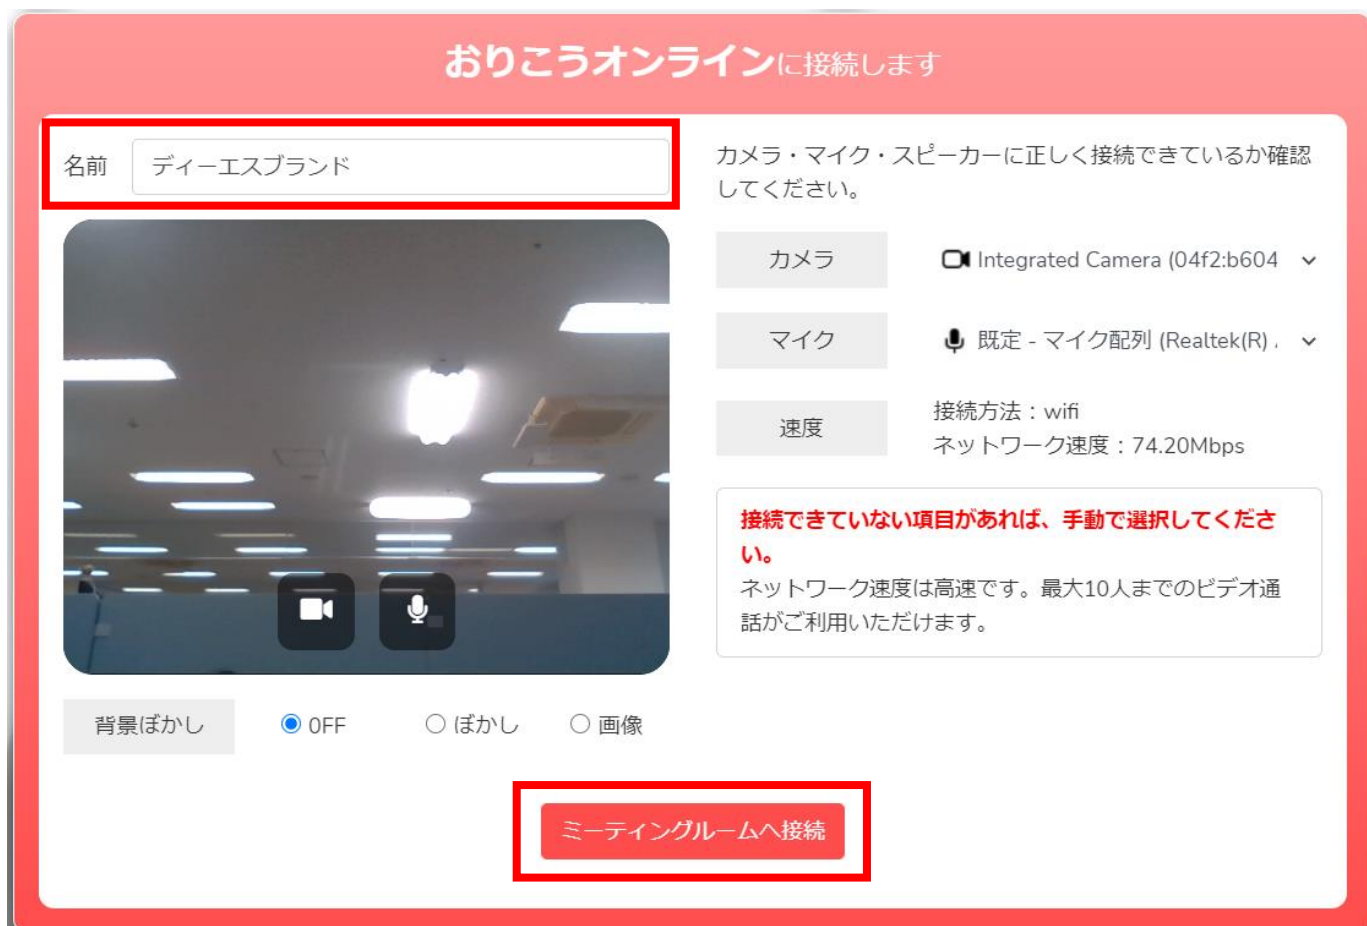 おりこうオンラインに接続します
名前
ディーエスブランド
カメラ・マイク・スピーカーに正しく接続できているか確認
してください。
カメラ
Integrated Camera (04f2:b604
マイク
既定 - マイク配列 (Realtek(R)
速度
接続方法：wifi
ネットワーク速度：74.20Mbps
接続できていない項目があれば、手動で選択してくださ
い。
ネットワーク速度は高速です。最大10人までのビデオ通
話がご利用いただけます。
背景ぼかし
OFF
ぼかし
画像
ミーティングルームへ接続